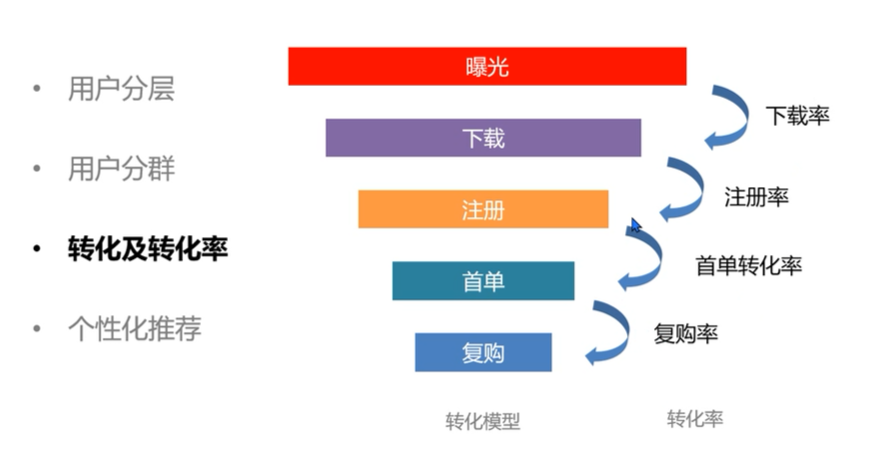 • 用户分层
• 用户分群
• 转化及转化率
• 个性化推荐
曝光
下载
注册
首单
复购
下载率
注册率
首单转化率
复购率
转化模型
转化率